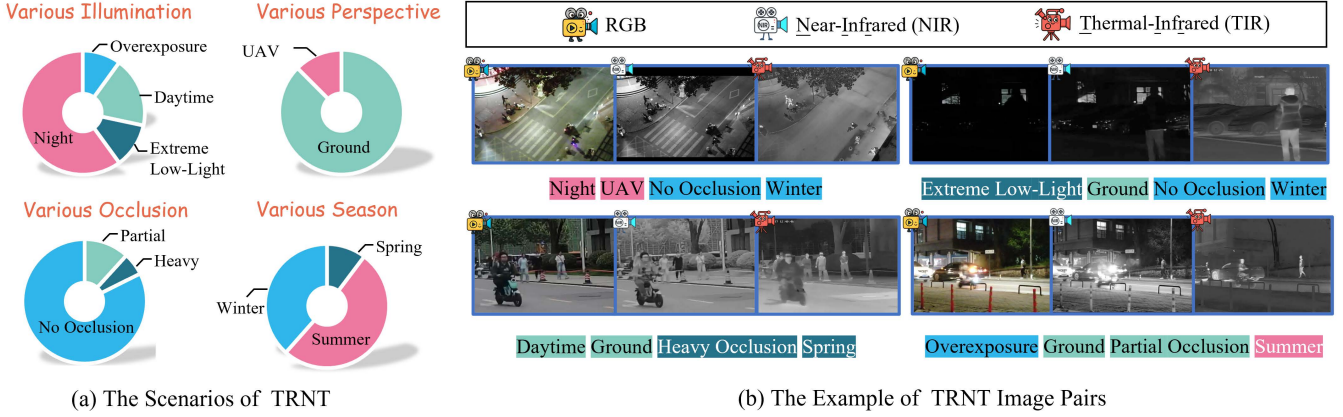 Various Illumination
Overexposure
Daytime
Night
Extreme
Low-Light
Various Perspective
UAV
Ground
Various Occlusion
Partial
Heavy
No Occlusion
Various Season
Spring
Winter
Summer
(a) The Scenarios of TRNT
RGB
NIR Near-Infrared (NIR)
Thermal-Infrared (TIR)
Night UAV No Occlusion Winter
Extreme Low-Light Ground No Occlusion Winter
Daytime Ground Heavy Occlusion Spring
Overexposure Ground Partial Occlusion Summer
(b) The Example of TRNT Image Pairs